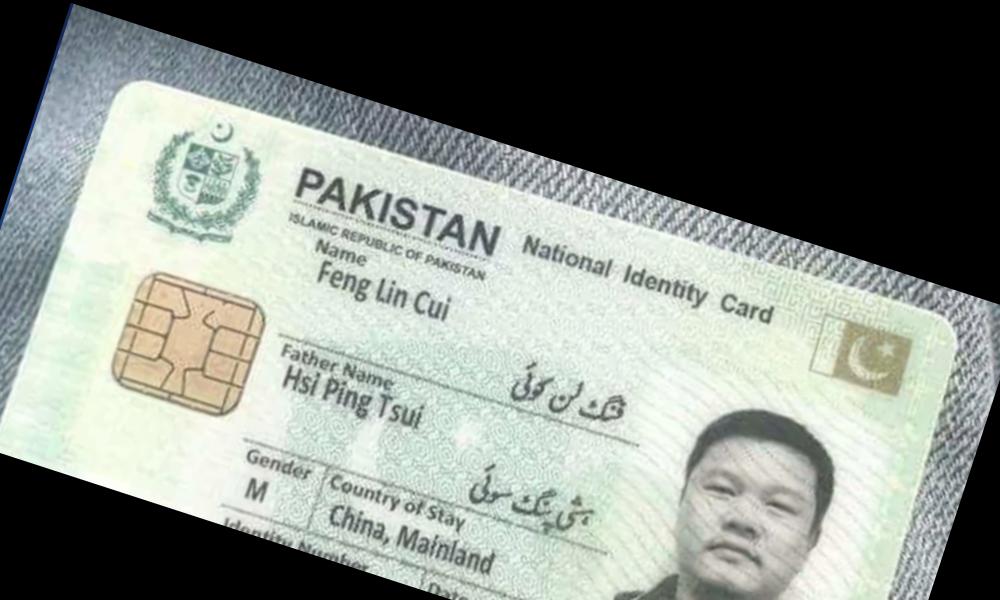 PAKISTAN National Identity Card
ISLAMIC REPUBLIC OF PAKISTAN
Name
Feng Lin Cui
فنگ لن کوئی
Father Name
Hsi Ping Tsui
ہشی پنگ سوئی
Gender Country of Stay
M China, Mainland
Identity Number